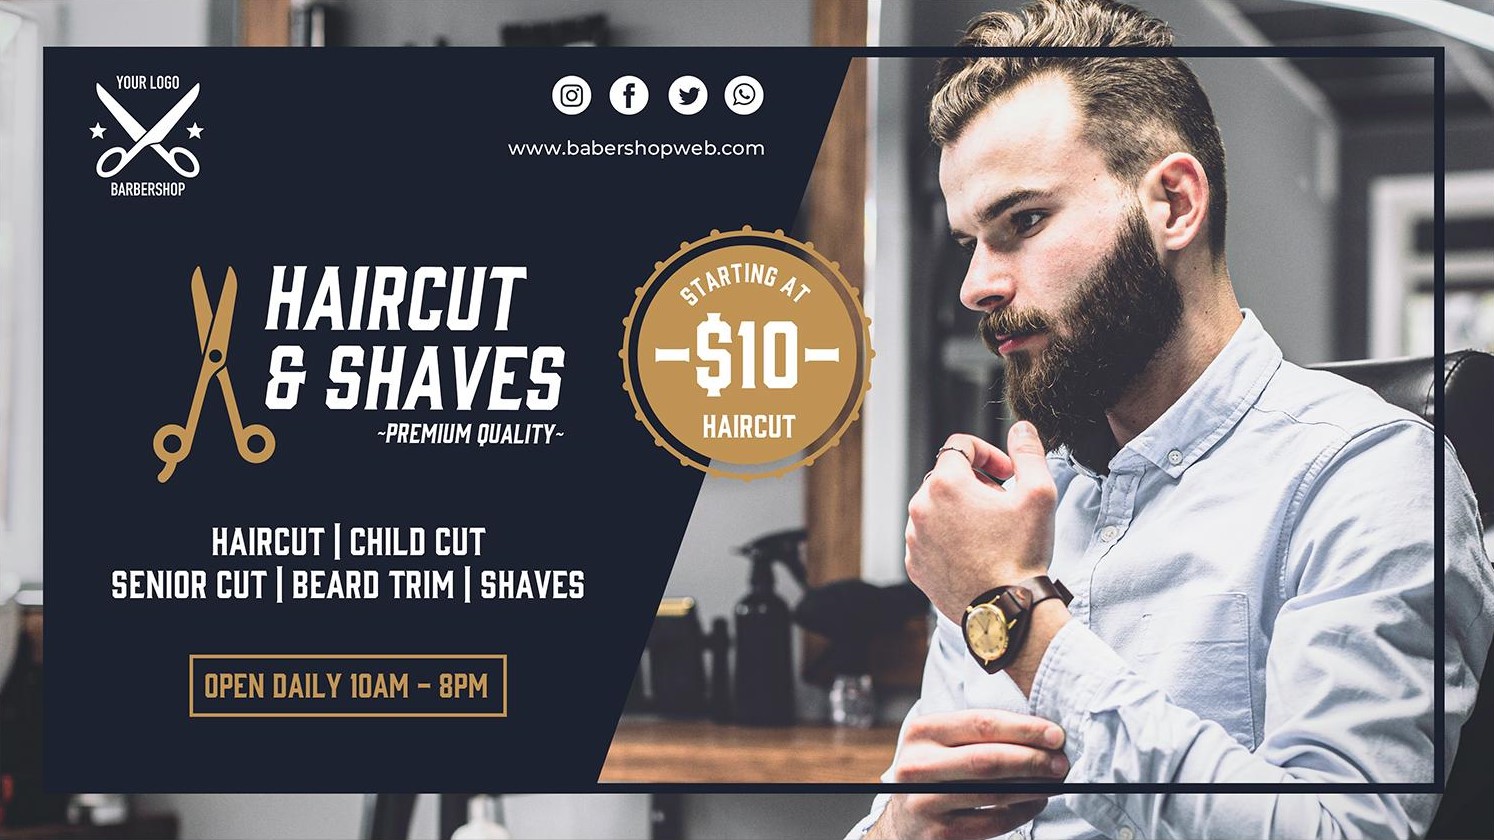 YOUR LOGO
BARBERSHOP
www.babershopweb.com
HAIRCUT
& SHAVES
~PREMIUM QUALITY~
STARTING AT
-$10-
HAIRCUT
HAIRCUT | CHILD CUT
SENIOR CUT | BEARD TRIM | SHAVES
OPEN DAILY 10AM - 8PM